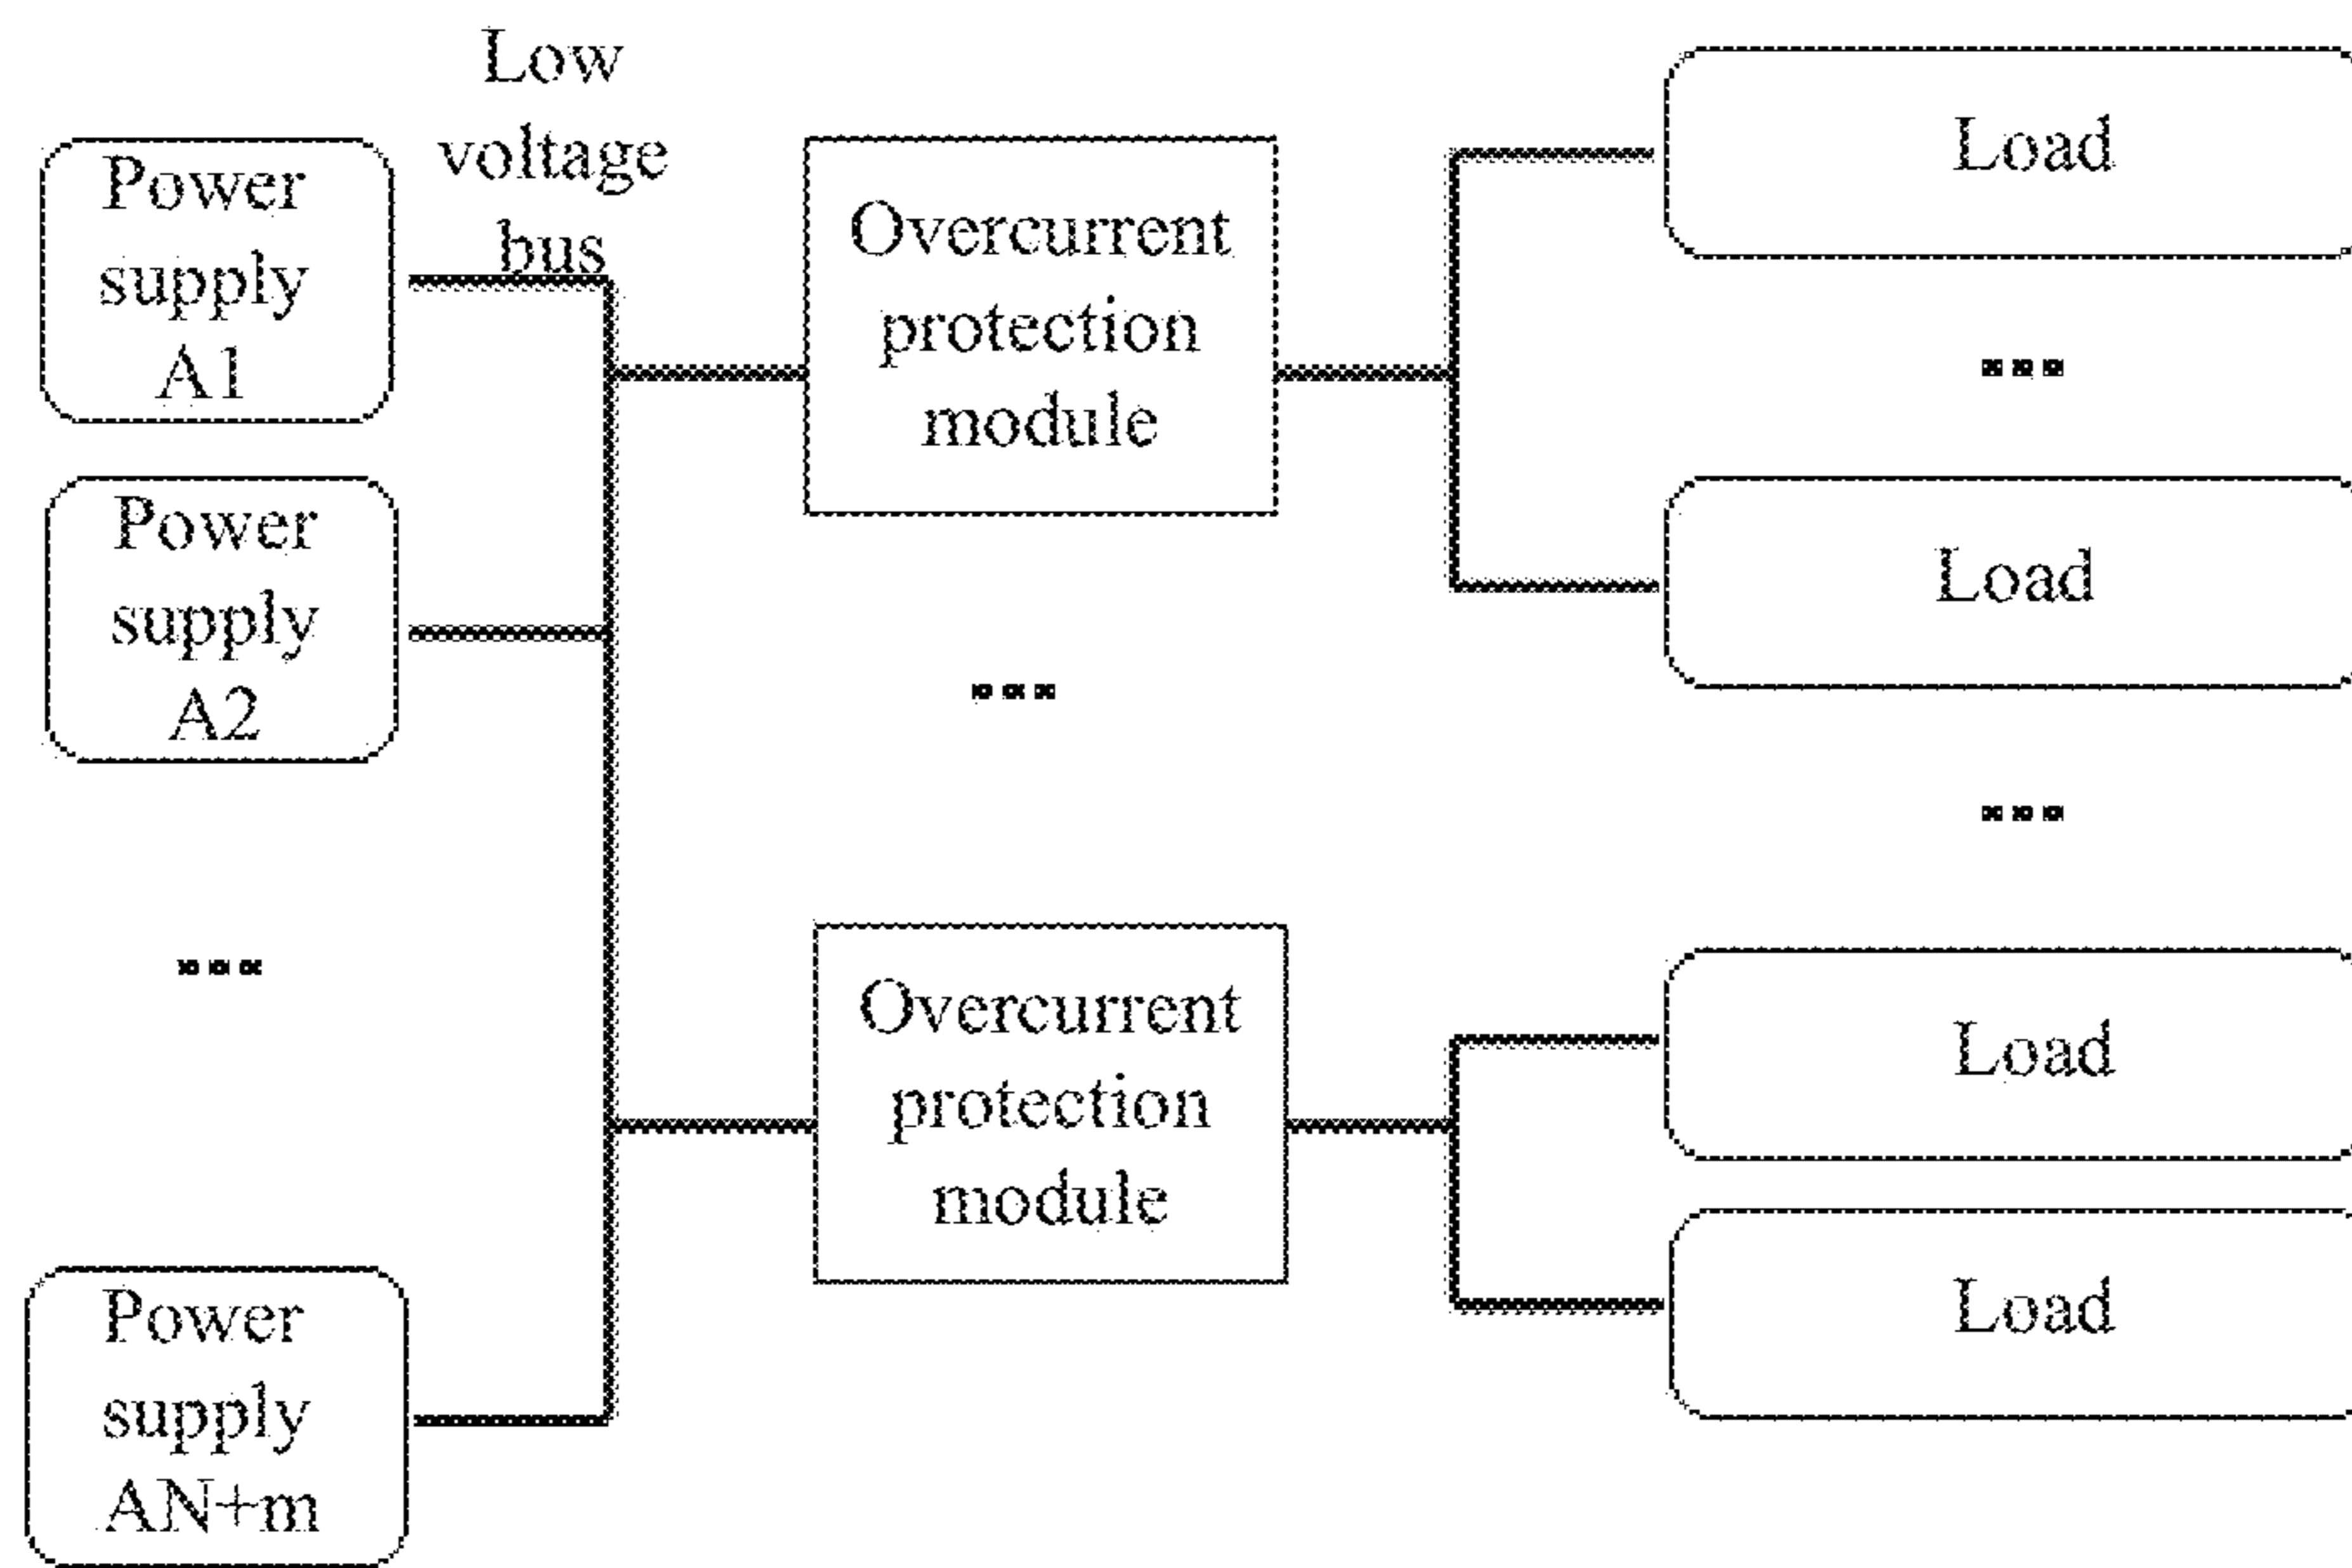 Power
supply
A1
Low
voltage
bus
Power
supply
A2
...
Power
supply
AN+m
Overcurrent
protection
module
...
Overcurrent
protection
module
Load
...
Load
...
Load
Load